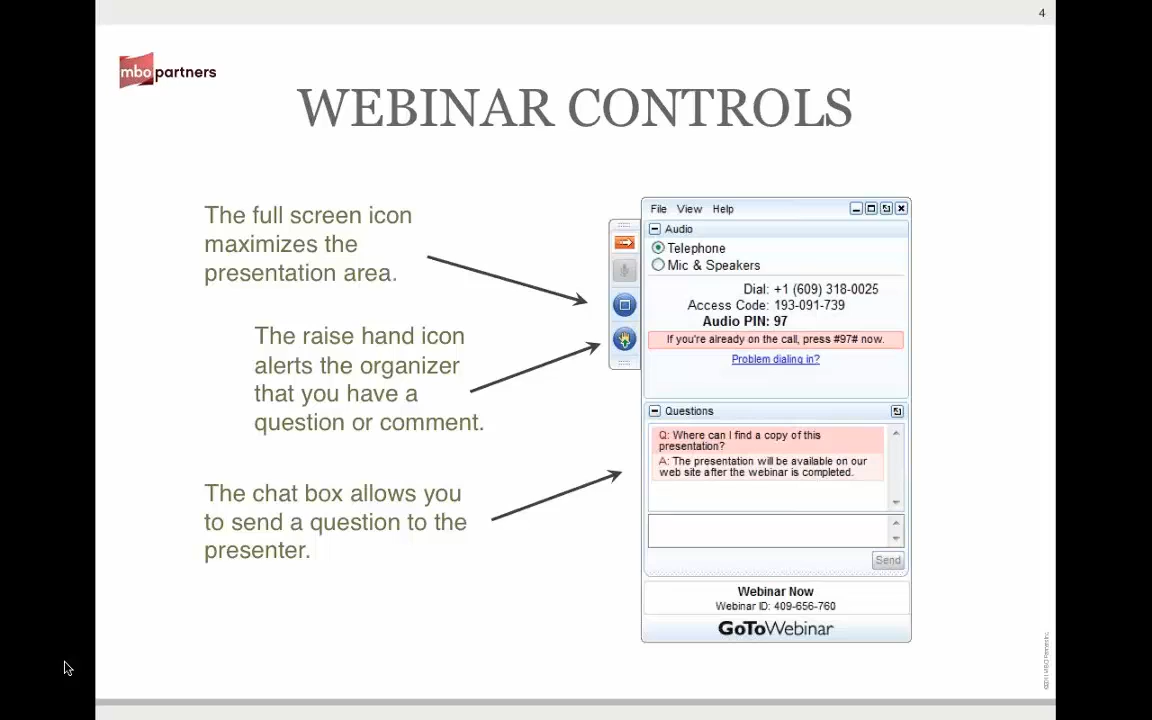 4
mbo partners
WEBINAR CONTROLS
The full screen icon
maximizes the
presentation area.
The raise hand icon
alerts the organizer
that you have a
question or comment.
The chat box allows you
to send a question to the
presenter.
File View Help
Audio
Telephone
Mic & Speakers
Dial: +1 (609) 318-0025
Access Code: 193-091-739
Audio PIN: 97
If you're already on the call, press #97# now.
Problem dialing in?
Questions
Q: Where can I find a copy of this
presentation?
A: The presentation will be available on our
web site after the webinar is completed.
Send
Webinar Now
Webinar ID: 409-656-760
GoToWebinar